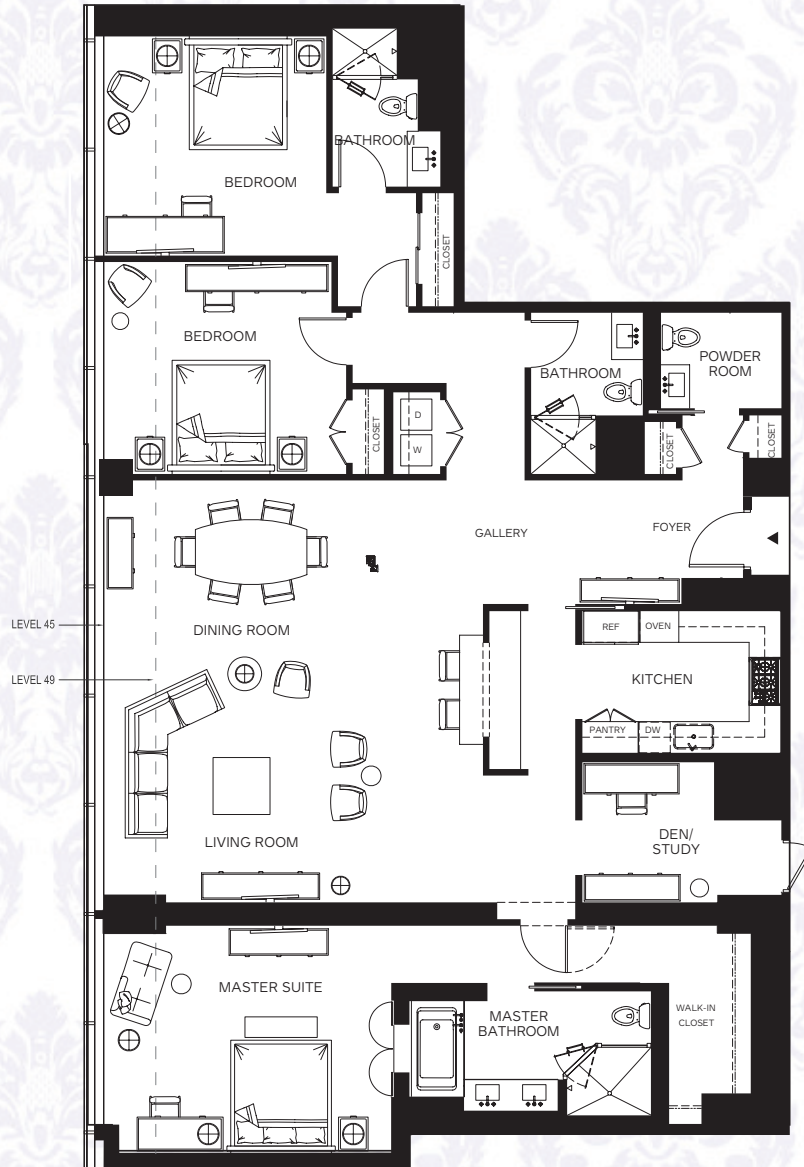 BATHROOM
BEDROOM
CLOSET
BEDROOM
POWDER
ROOM
BATHROOM
D
W
CLOSET
CLOSET
CLOSET
GALLERY
FOYER
LEVEL 45
DINING ROOM
REF
OVEN
LEVEL 49
KITCHEN
PANTRY
DW
LIVING ROOM
DEN/
STUDY
MASTER SUITE
MASTER
BATHROOM
WALK-IN
CLOSET